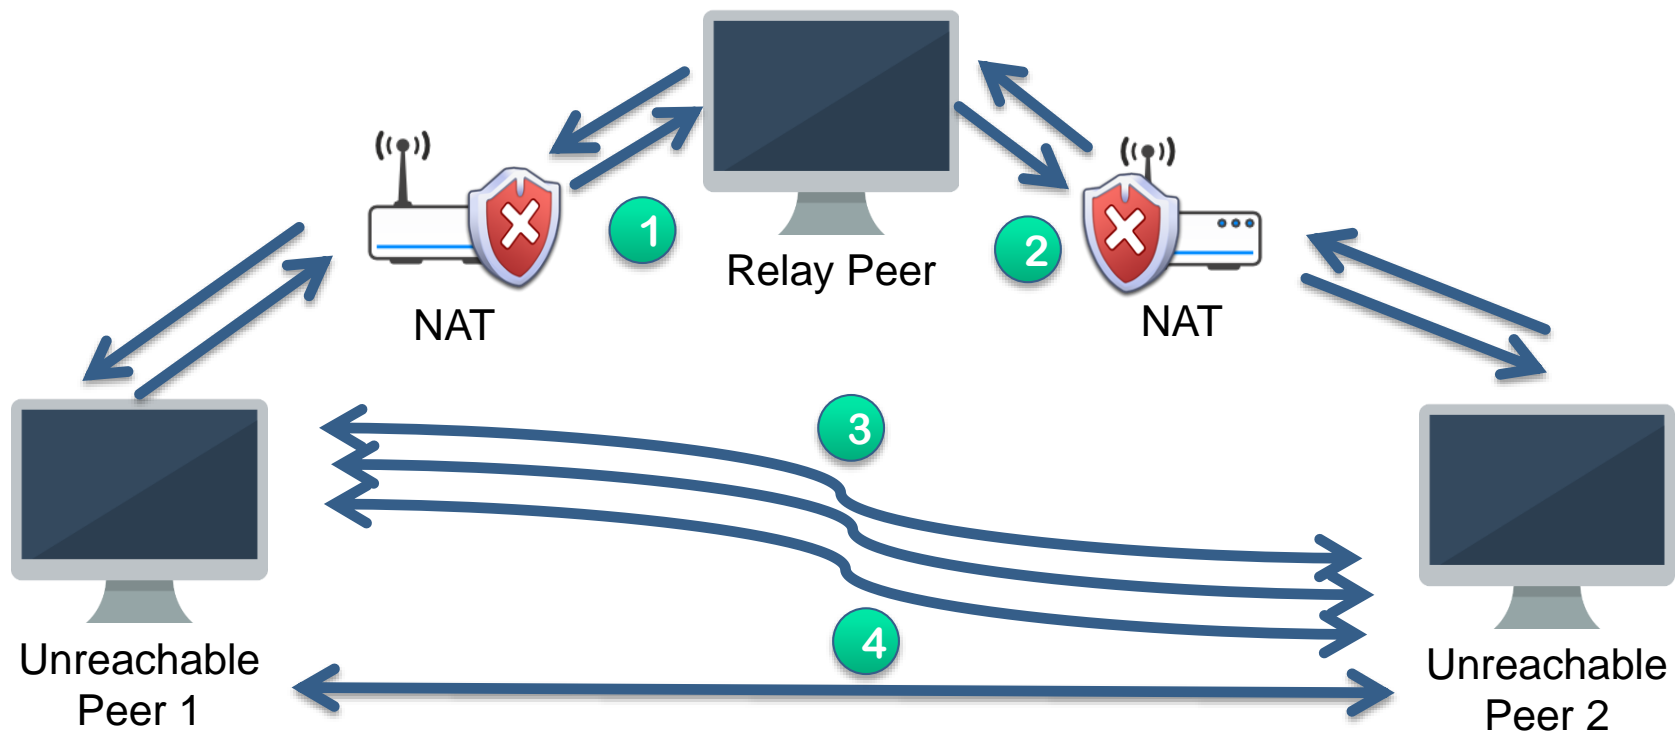 1
2
Relay Peer
NAT
NAT
3
4
Unreachable
Peer 1
Unreachable
Peer 2